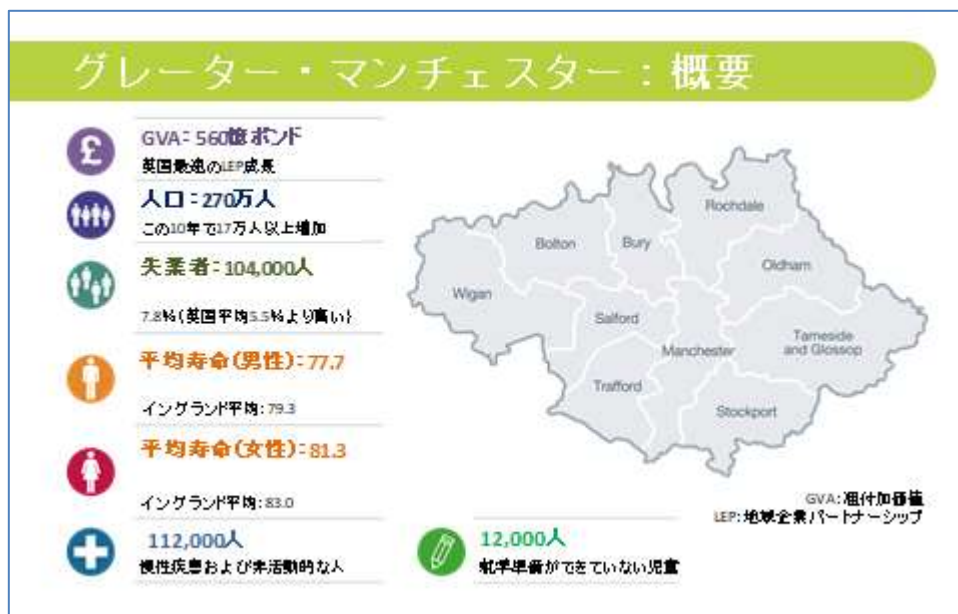 グレーター・マンチェスター：概要
£
GVA: 560億ポンド
英国最速のLEP成長
人口：270万人
この10年で17万人以上増加
失業者：104,000人
7.8%（英国平均5.5%より高い）
平均寿命（男性）：77.7
イングランド平均：79.3
平均寿命（女性）：81.3
イングランド平均：83.0
112,000人
慢性疾患および非活動的な人
12,000人
就学準備ができていない児童
Rochdale
Bolton
Bury
Oldham
Wigan
Salford
Manchester
Tameside
and Glossop
Trafford
Stockport
GVA：粗付加価値
LEP：地域企業パートナーシップ